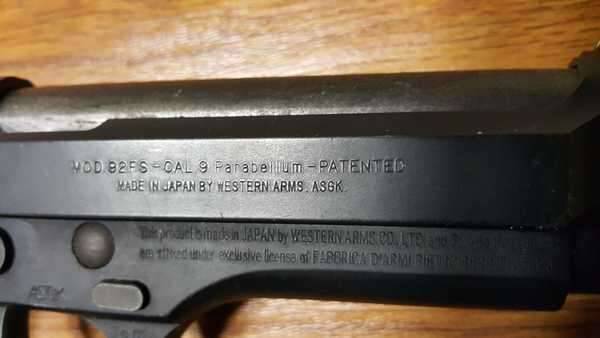 MOD.92FS-CAL.9 Parabellum-PATENTED
MADE IN JAPAN BY WESTERN ARMS. ASGK.
This product is made in JAPAN by WESTERN ARMS CO., LTD. and
are affixed under exclusive license of FABBRICA D'ARMI